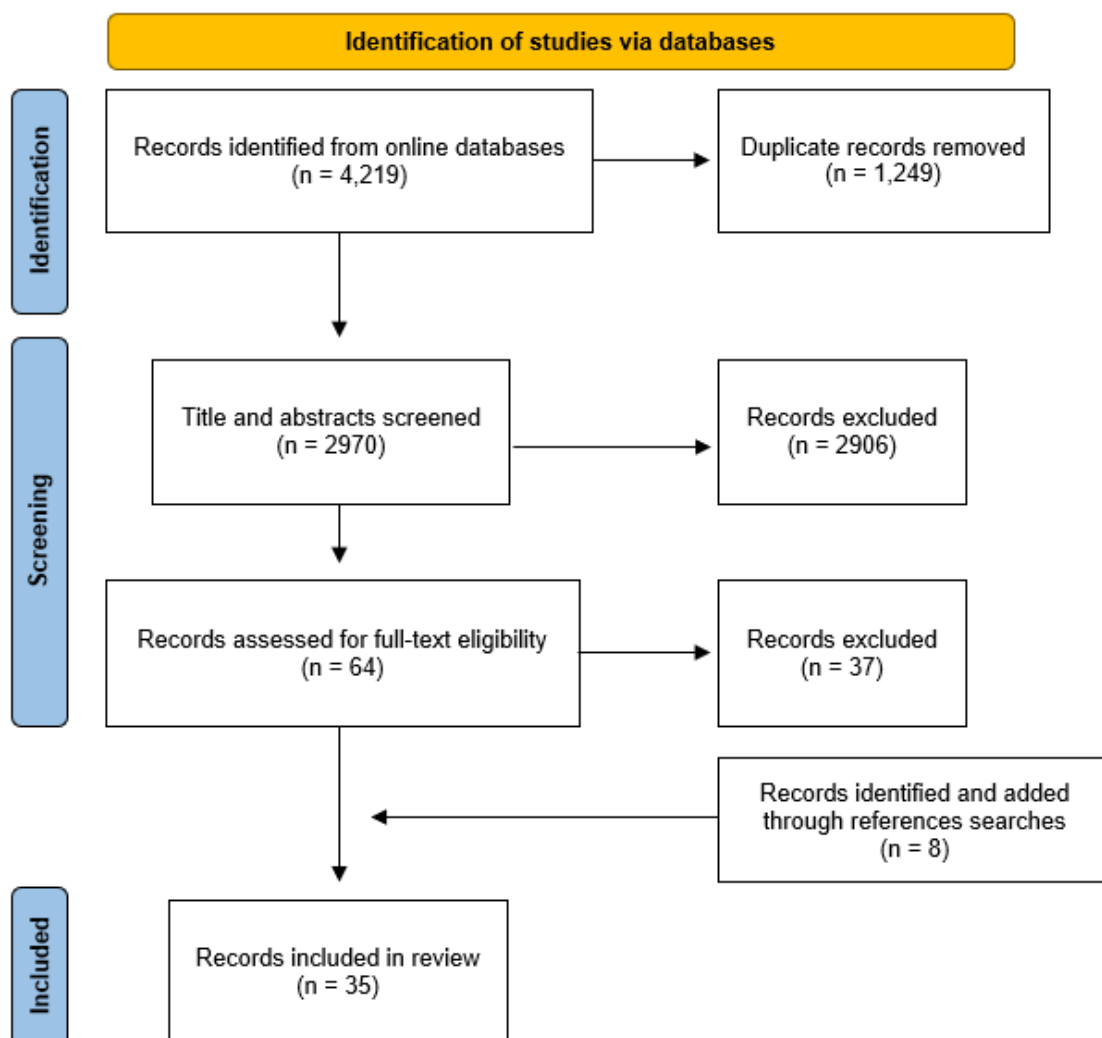 Identification of studies via databases
Identification
Records identified from online databases
(n = 4,219)
Duplicate records removed
(n = 1,249)
Screening
Title and abstracts screened
(n = 2970)
Records excluded
(n = 2906)
Records assessed for full-text eligibility
(n = 64)
Records excluded
(n = 37)
Records identified and added
through references searches
(n = 8)
Included
Records included in review
(n = 35)